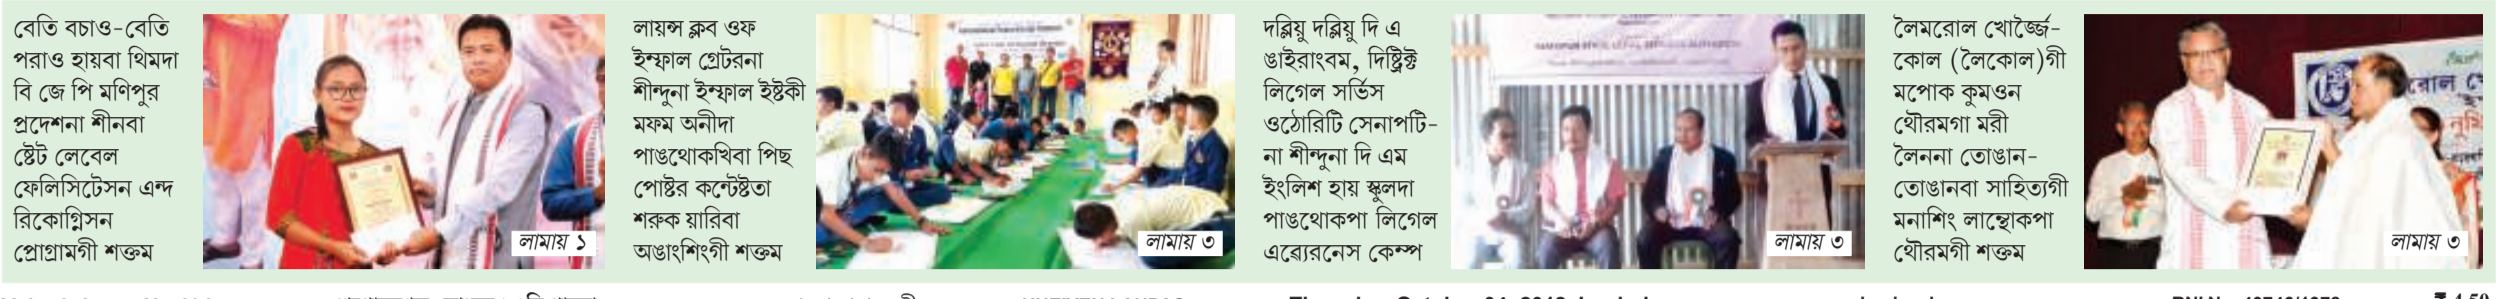 বেতি বচাও-বেতি
পরাও হায়বা থিমদা
বি জে পি মণিপুর
প্রদেশনা শীনবা
ষ্টেট লেবেল
ফেলিসিটেসন এন্দ
রিকোগ্নিসন
প্রোগ্রামগী শক্তম
লামায় ১
লায়ন্স ক্লব ওফ
ইম্ফাল গ্রেটরনা
শীন্দুনা ইম্ফাল ইষ্টকী
মফম অনীদা
পাঙথোকখিবা পিছ
পোষ্টর কন্টেষ্টতা
শরুক য়ারিবা
অঙাংশিংগী শক্তম
লামায় ৩
দব্লিয়ু দব্লিয়ু দি এ
ঙাইরাংবম, দিষ্ট্রিক্ট
লিগেল সর্ভিস
ওঠোরিটি সেনাপটি-
না শীন্দুনা দি এম
ইংলিশ হায় স্কুলদা
পাঙথোকপা লিগেল
এৱ্যেরনেস কেম্প
লামায় ৩
লৈমরোল খোর্জৈ-
কোল (লৈকোল)গী
মপোক কুমওন
থৌরমগা মরী
লৈননা তোঙান-
তোঙানবা সাহিত্যগী
মনাশিং লান্থোকপা
থৌরমগী শক্তম
লামায় ৩